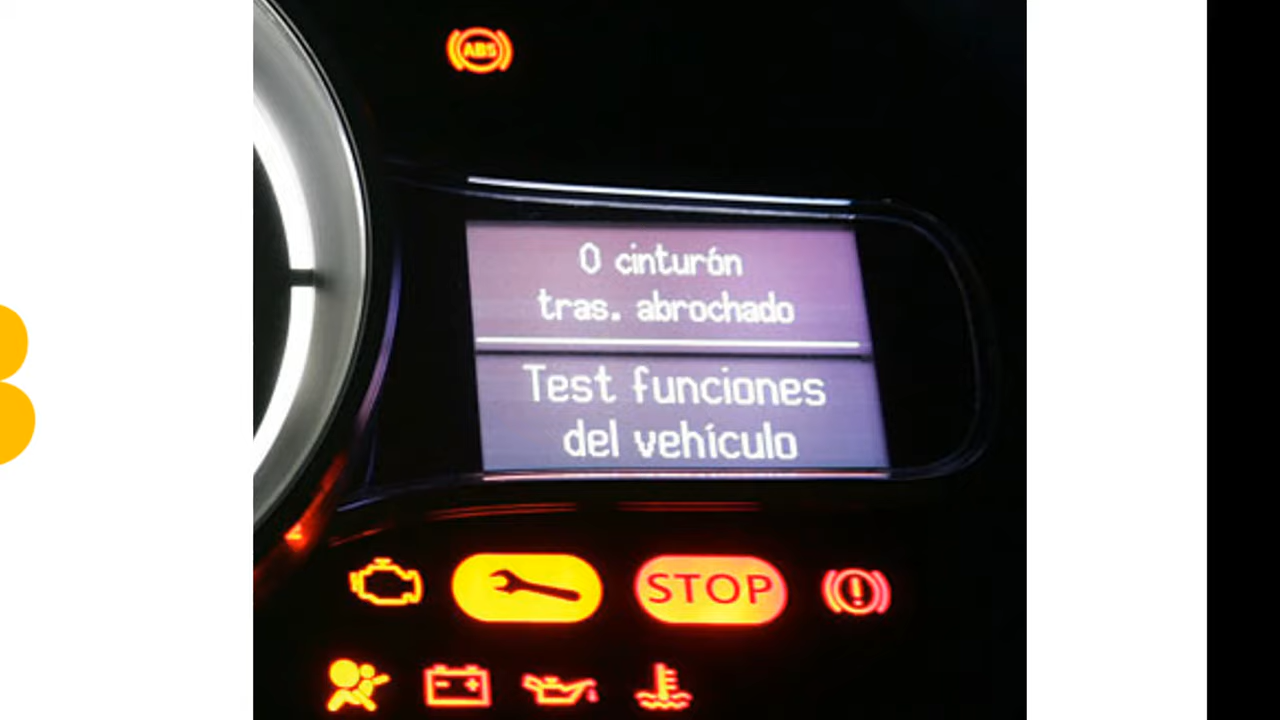 ABS
0 cinturón
tras. abrochado
Test funciones
del vehículo
STOP